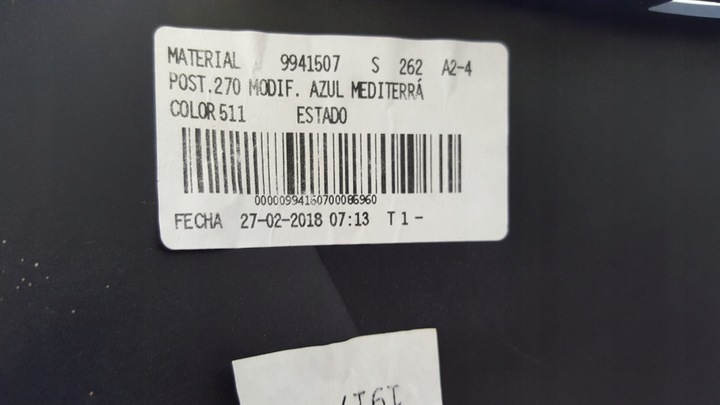 MATERIAL 9941507 S 262 A2-4
POST.270 MODIF. AZUL MEDITERRÁ
COLOR 511 ESTADO
00000994150700086960
FECHA 27-02-2018 07:13 T 1 -